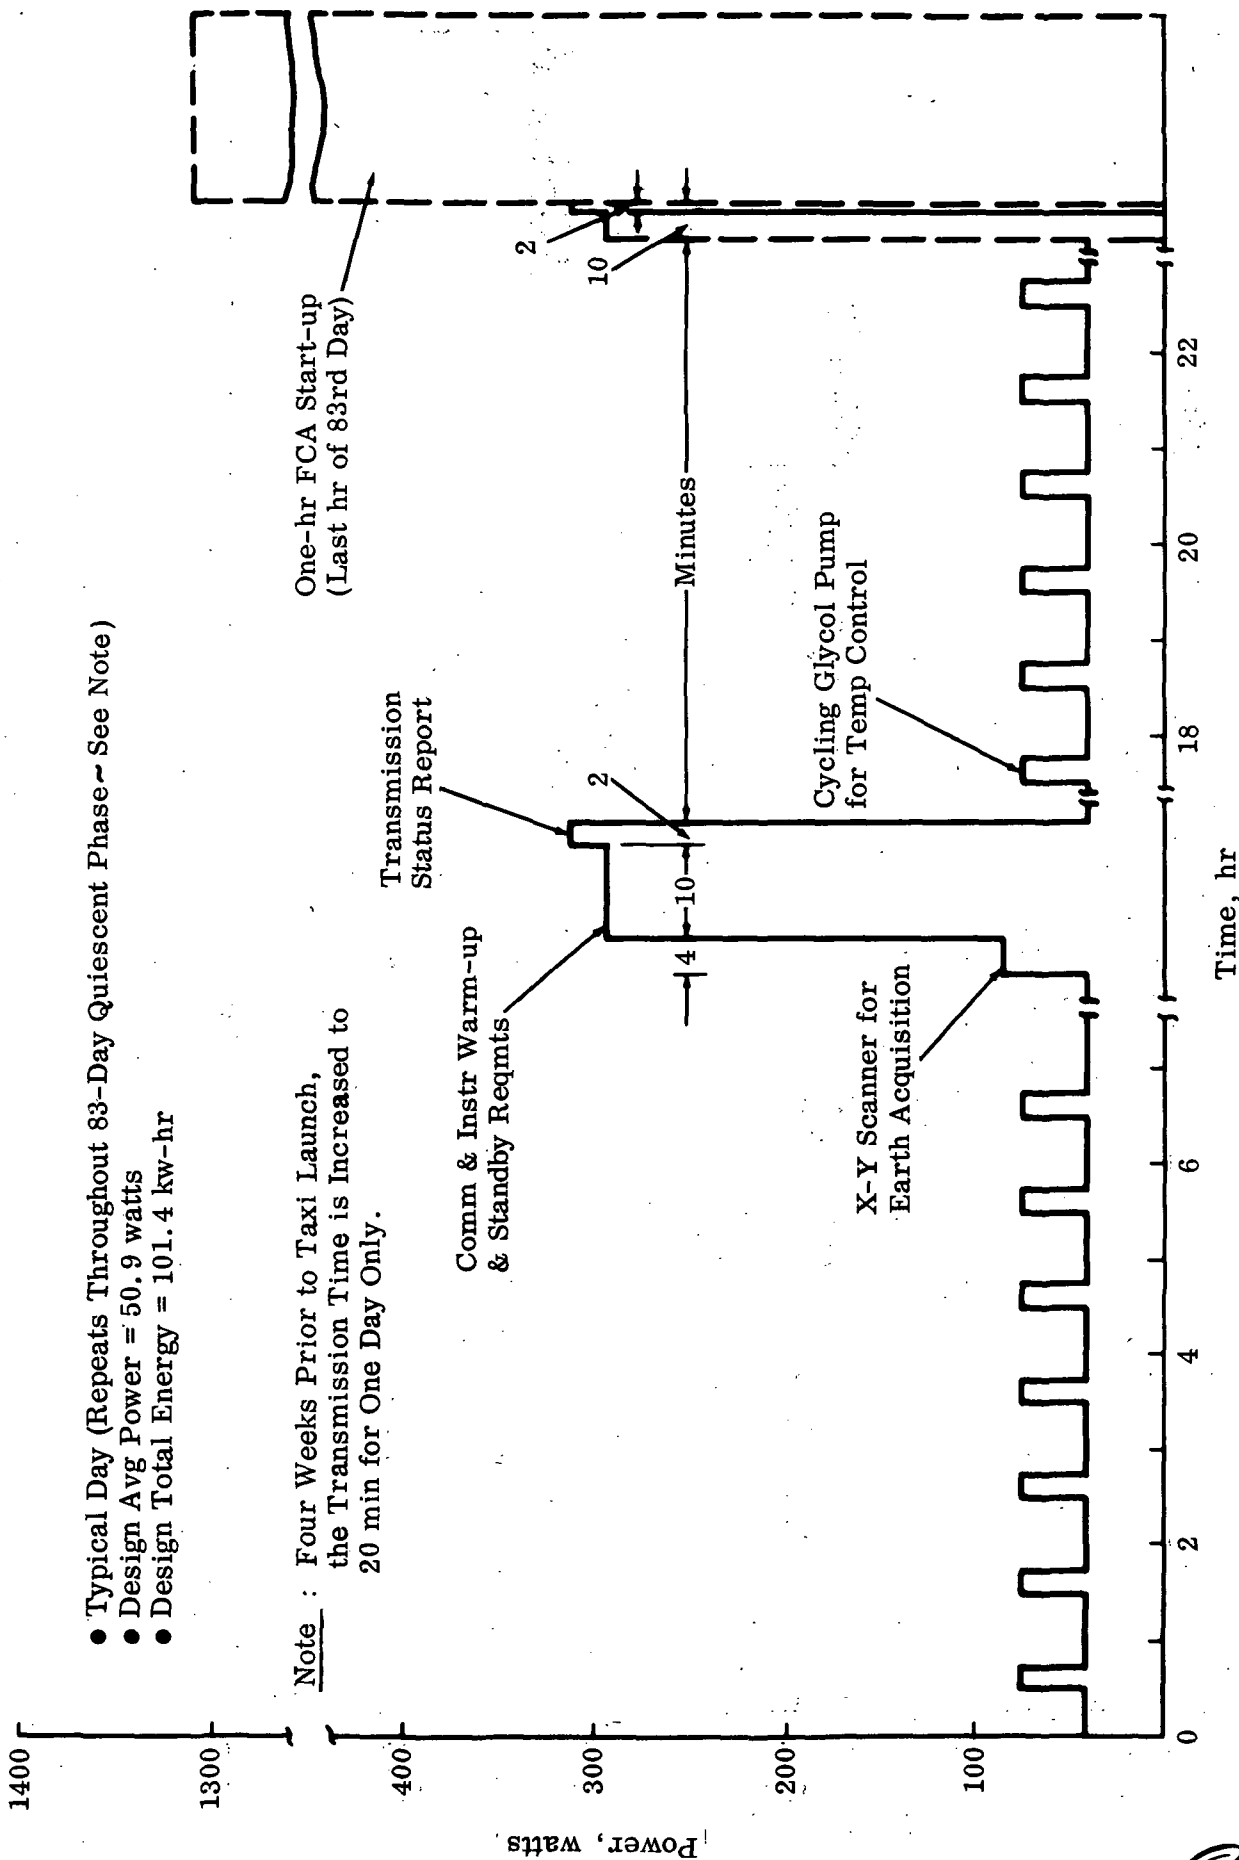 ● Typical Day (Repeats Throughout 83-Day Quiescent Phase~ See Note)
● Design Avg Power = 50.9 watts
● Design Total Energy = 101.4 kw-hr
Note : Four Weeks Prior to Taxi Launch,
the Transmission Time is Increased to
20 min for One Day Only.
One-hr FCA Start-up
(Last hr of 83rd Day)
Transmission
Status Report
Comm & Instr Warm-up
& Standby Reqmts
X-Y Scanner for
Earth Acquisition
Cycling Glycol Pump
for Temp Control
4
10
2
Minutes
10
2
1400
1300
400
300
200
100
Power, watts
0
2
4
6
18
20
22
Time, hr